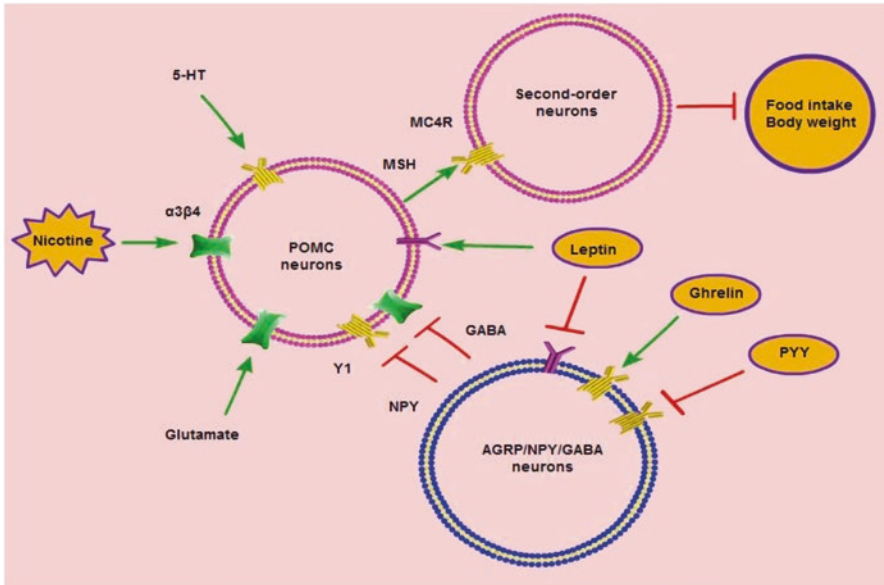 5-HT
Second-order
neurons
Food intake
Body weight
MC4R
MSH
α3β4
Nicotine
POMC
neurons
Leptin
Ghrelin
GABA
PYY
Y1
NPY
Glutamate
AGRP/NPY/GABA
neurons